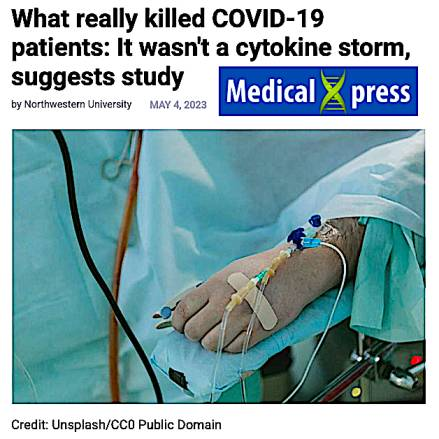 What really killed COVID-19
patients: It wasn't a cytokine storm,
suggests study
by Northwestern University MAY 4, 2023
Medical Xpress
Credit: Unsplash/CC0 Public Domain